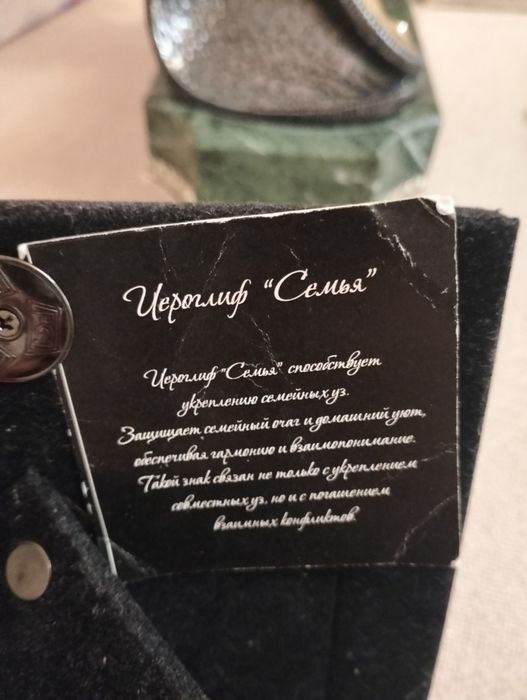 Иероглиф "Семья"
Иероглиф "Семья" способствует
укреплению семейных уз.
Защищает семейный очаг и домашний уют,
обеспечивая гармонию и взаимопонимание.
Такой знак связан не только с укреплением
совместных уз, но и с погашением
взаимных конфликтов.